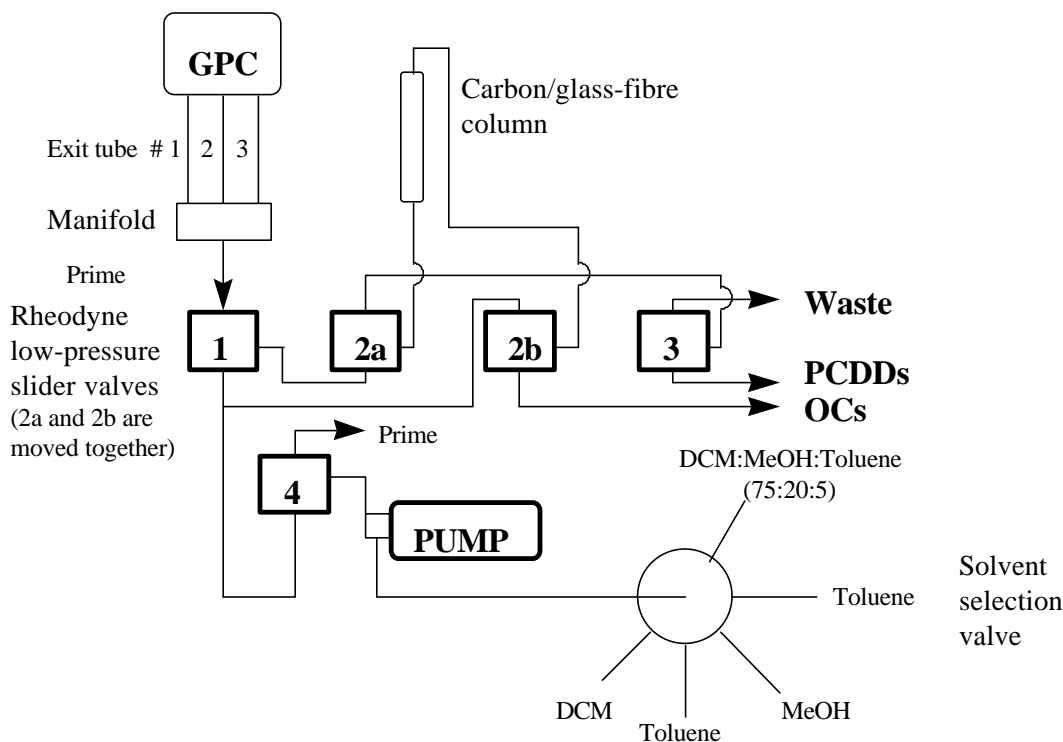 GPC
Carbon/glass-fibre
column
Exit tube # 1 2 3
Manifold
Prime
Rheodyne
low-pressure
slider valves
(2a and 2b are
moved together)
1
2a
2b
3
Waste
PCDDs
OCs
Prime
4
PUMP
DCM:MeOH:Toluene
(75:20:5)
Toluene
Solvent
selection
valve
DCM
Toluene
MeOH